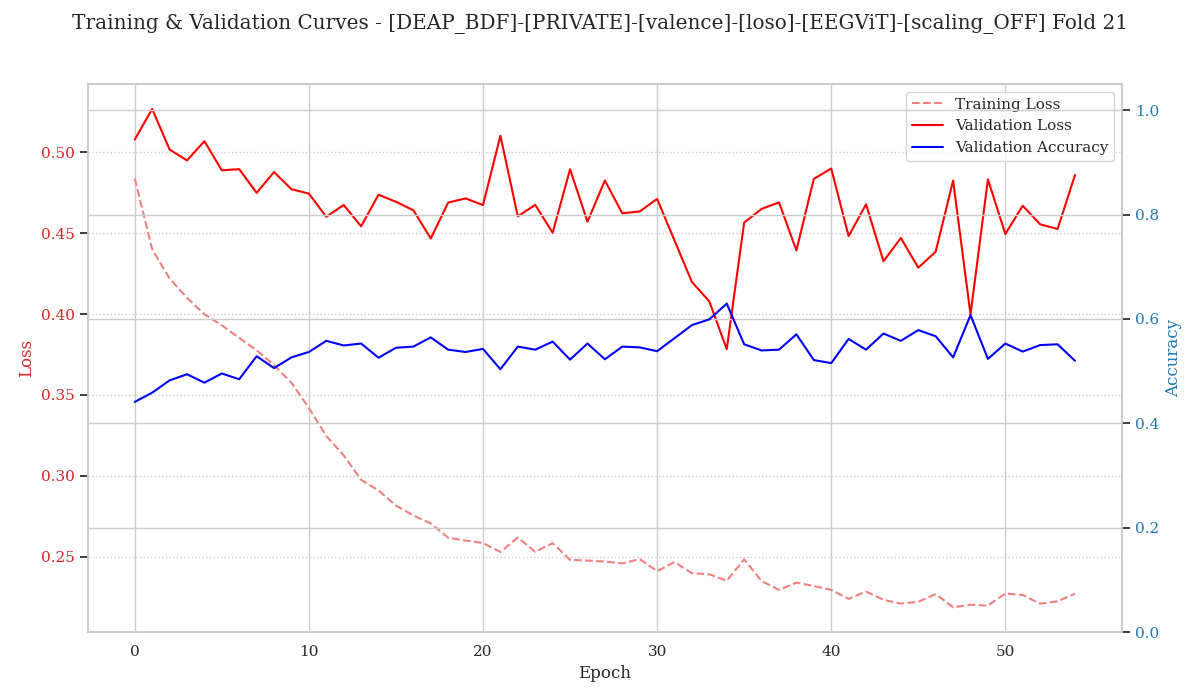 Training & Validation Curves - [DEAP_BDF]-[PRIVATE]-[valence]-[loso]-[EEGViT]-[scaling_OFF] Fold 21
Training Loss
Validation Loss
Validation Accuracy
0.50
0.45
0.40
0.35
0.30
0.25
Loss
1.0
0.8
0.6
0.4
0.2
0.0
Accuracy
0 10 20 30 40 50
Epoch